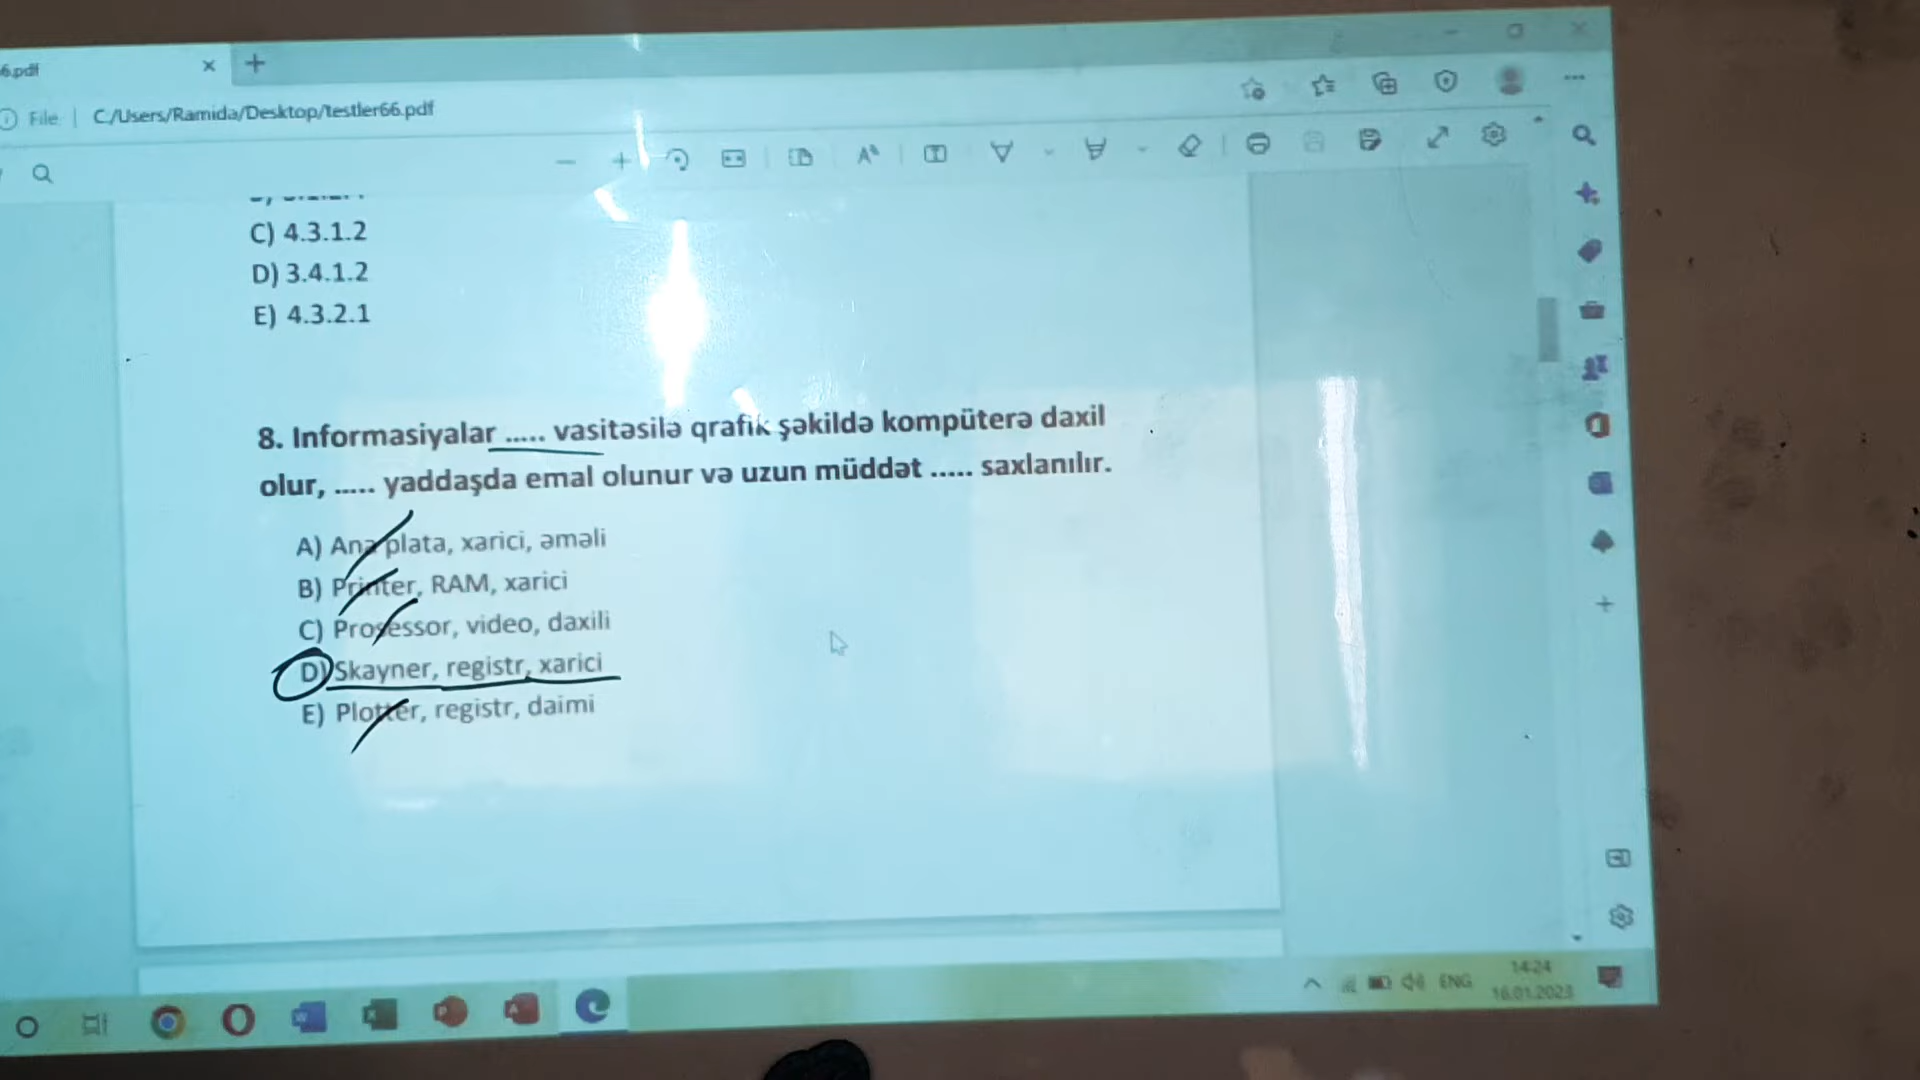 6.pdf
File C:/Users/Ramida/Desktop/testler66.pdf
C) 4.3.1.2
D) 3.4.1.2
E) 4.3.2.1
8. Informasiyalar ..... vasitəsilə qrafik şəkildə kompüterə daxil
olur, ..... yaddaşda emal olunur və uzun müddət ..... saxlanılır.
A) Ana plata, xarici, əməli
B) Printer, RAM, xarici
C) Prosessor, video, daxili
D) Skayner, registr, xarici
E) Plotter, registr, daimi
ENG
14:24
16.01.2023